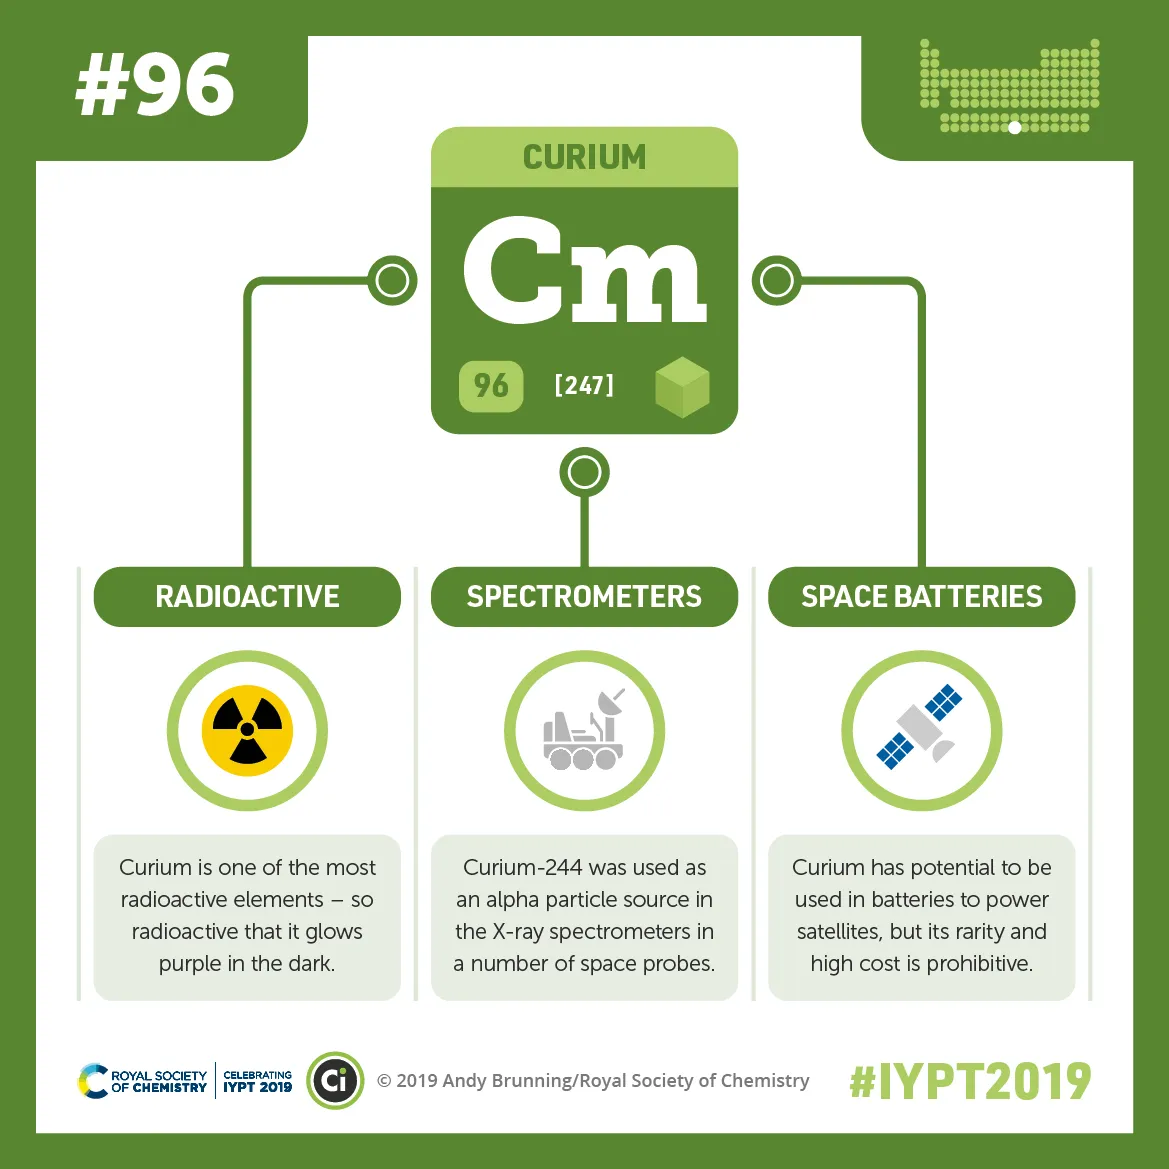 #96
CURIUM
Cm
96
[247]
RADIOACTIVE
Curium is one of the most
radioactive elements – so
radioactive that it glows
purple in the dark.
SPECTROMETERS
Curium-244 was used as
an alpha particle source in
the X-ray spectrometers in
a number of space probes.
SPACE BATTERIES
Curium has potential to be
used in batteries to power
satellites, but its rarity and
high cost is prohibitive.
ROYAL SOCIETY
OF CHEMISTRY
CELEBRATING
IYPT 2019
Ci
© 2019 Andy Brunning/Royal Society of Chemistry
#IYPT2019